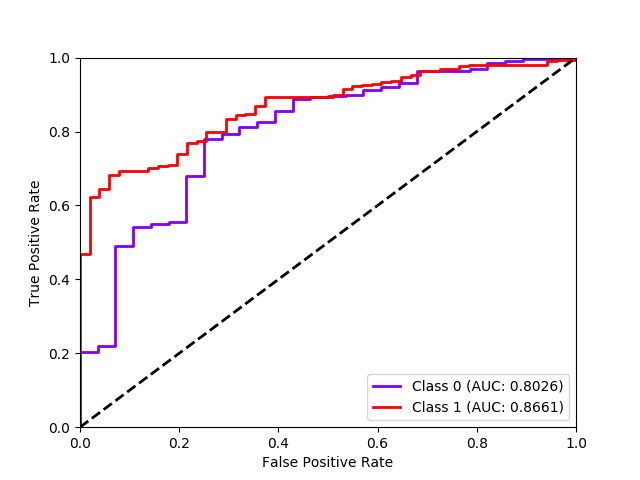 1.0
0.8
0.6
0.4
0.2
0.0
True Positive Rate
Class 0 (AUC: 0.8026)
Class 1 (AUC: 0.8661)
0.0 0.2 0.4 0.6 0.8 1.0
False Positive Rate